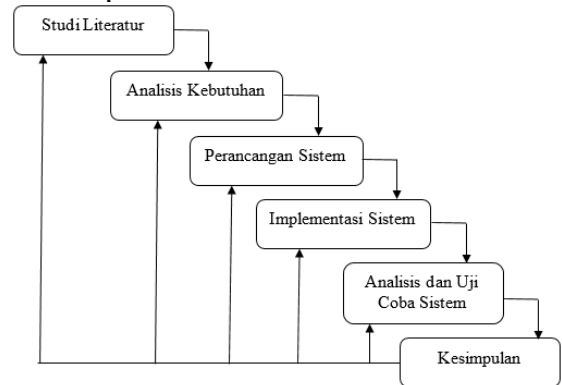 Studi Literatur
Analisis Kebutuhan
Perancangan Sistem
Implementasi Sistem
Analisis dan Uji
Coba Sistem
Kesimpulan